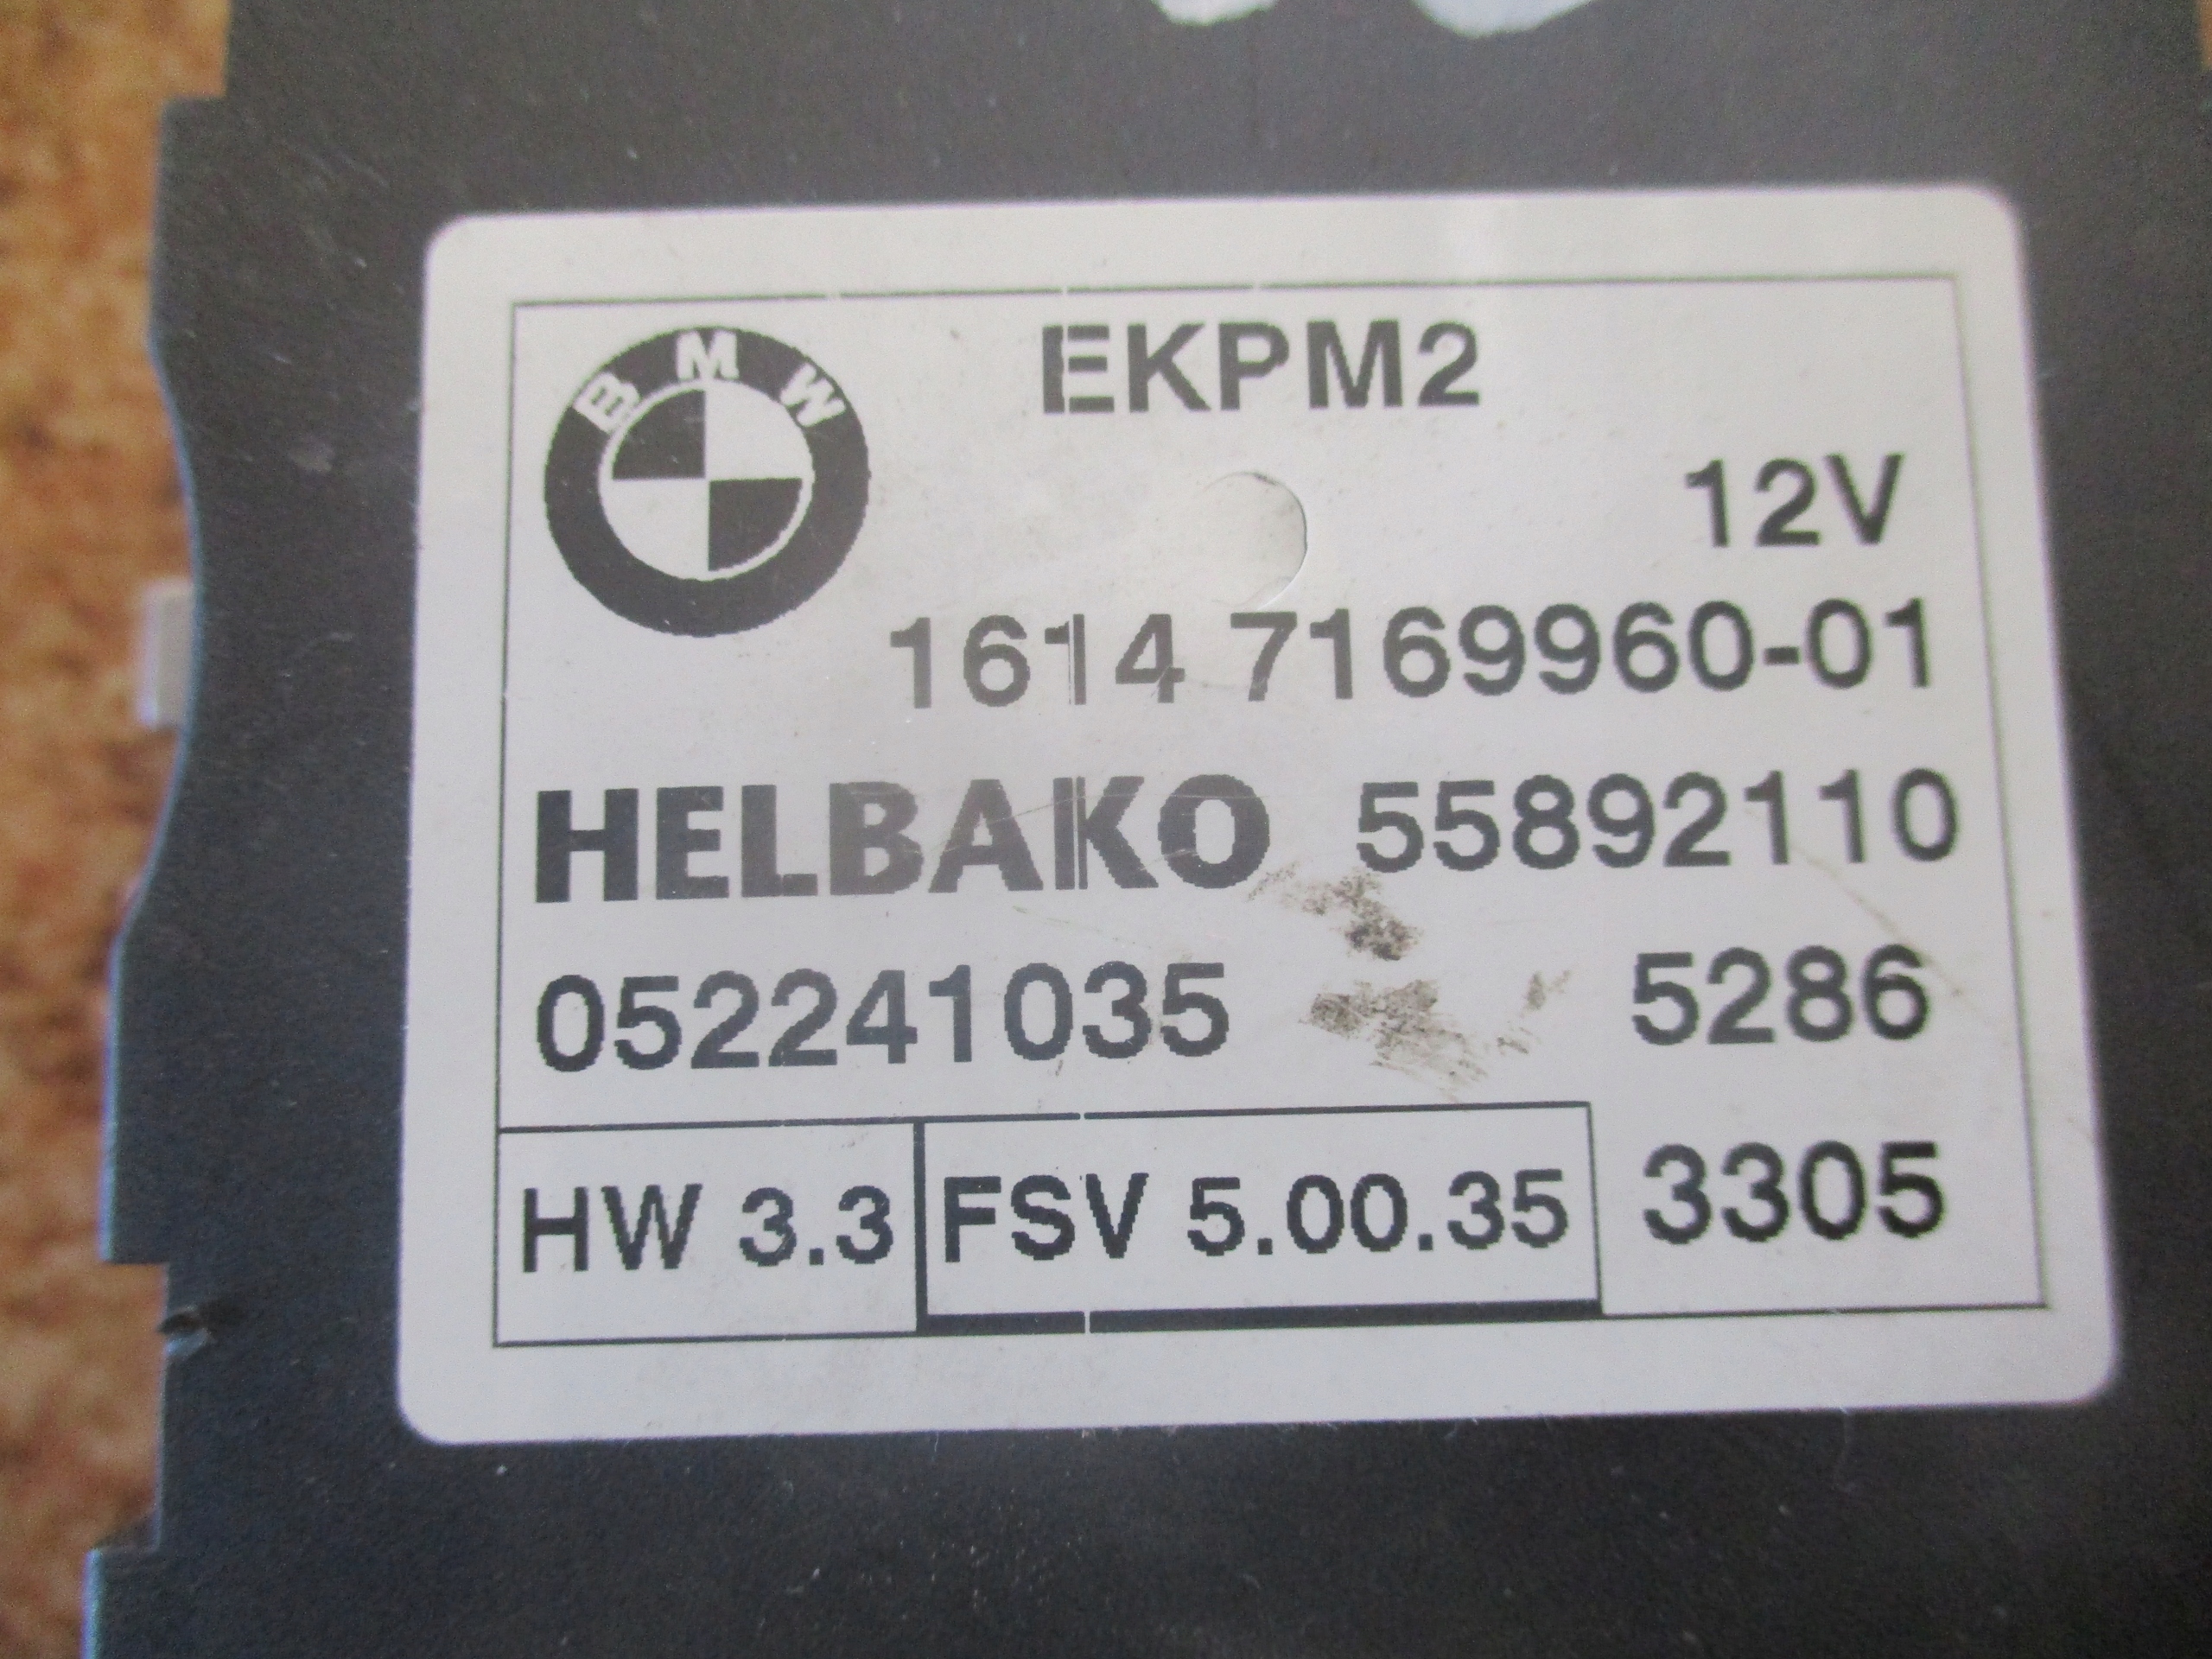 BMW
EKPM2
12V
1614 7169960-01
HELBAKO 55892110
052241035 5286
HW 3.3 FSV 5.00.35 3305